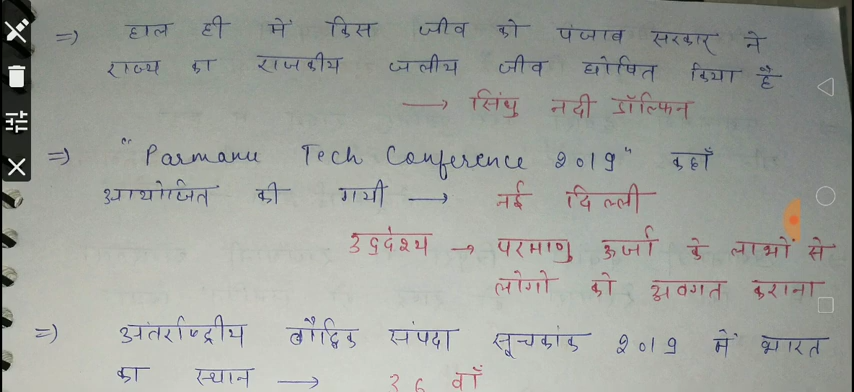 => हाल ही में किस जीव को पंजाब सरकार ने
राज्य का राजकीय जलीय जीव घोषित किया है
→ सिंधु नदी डॉल्फिन
=> "Parmanu Tech Conference 2019" कहाँ
आयोजित की गयी → नई दिल्ली
उद्देश्य → परमाणु ऊर्जा के लाभों से
लोगो को अवगत कराना
=> अंतर्राष्ट्रीय बौद्धिक संपदा सूचकांक 2019 में भारत
का स्थान → 36 वाँ